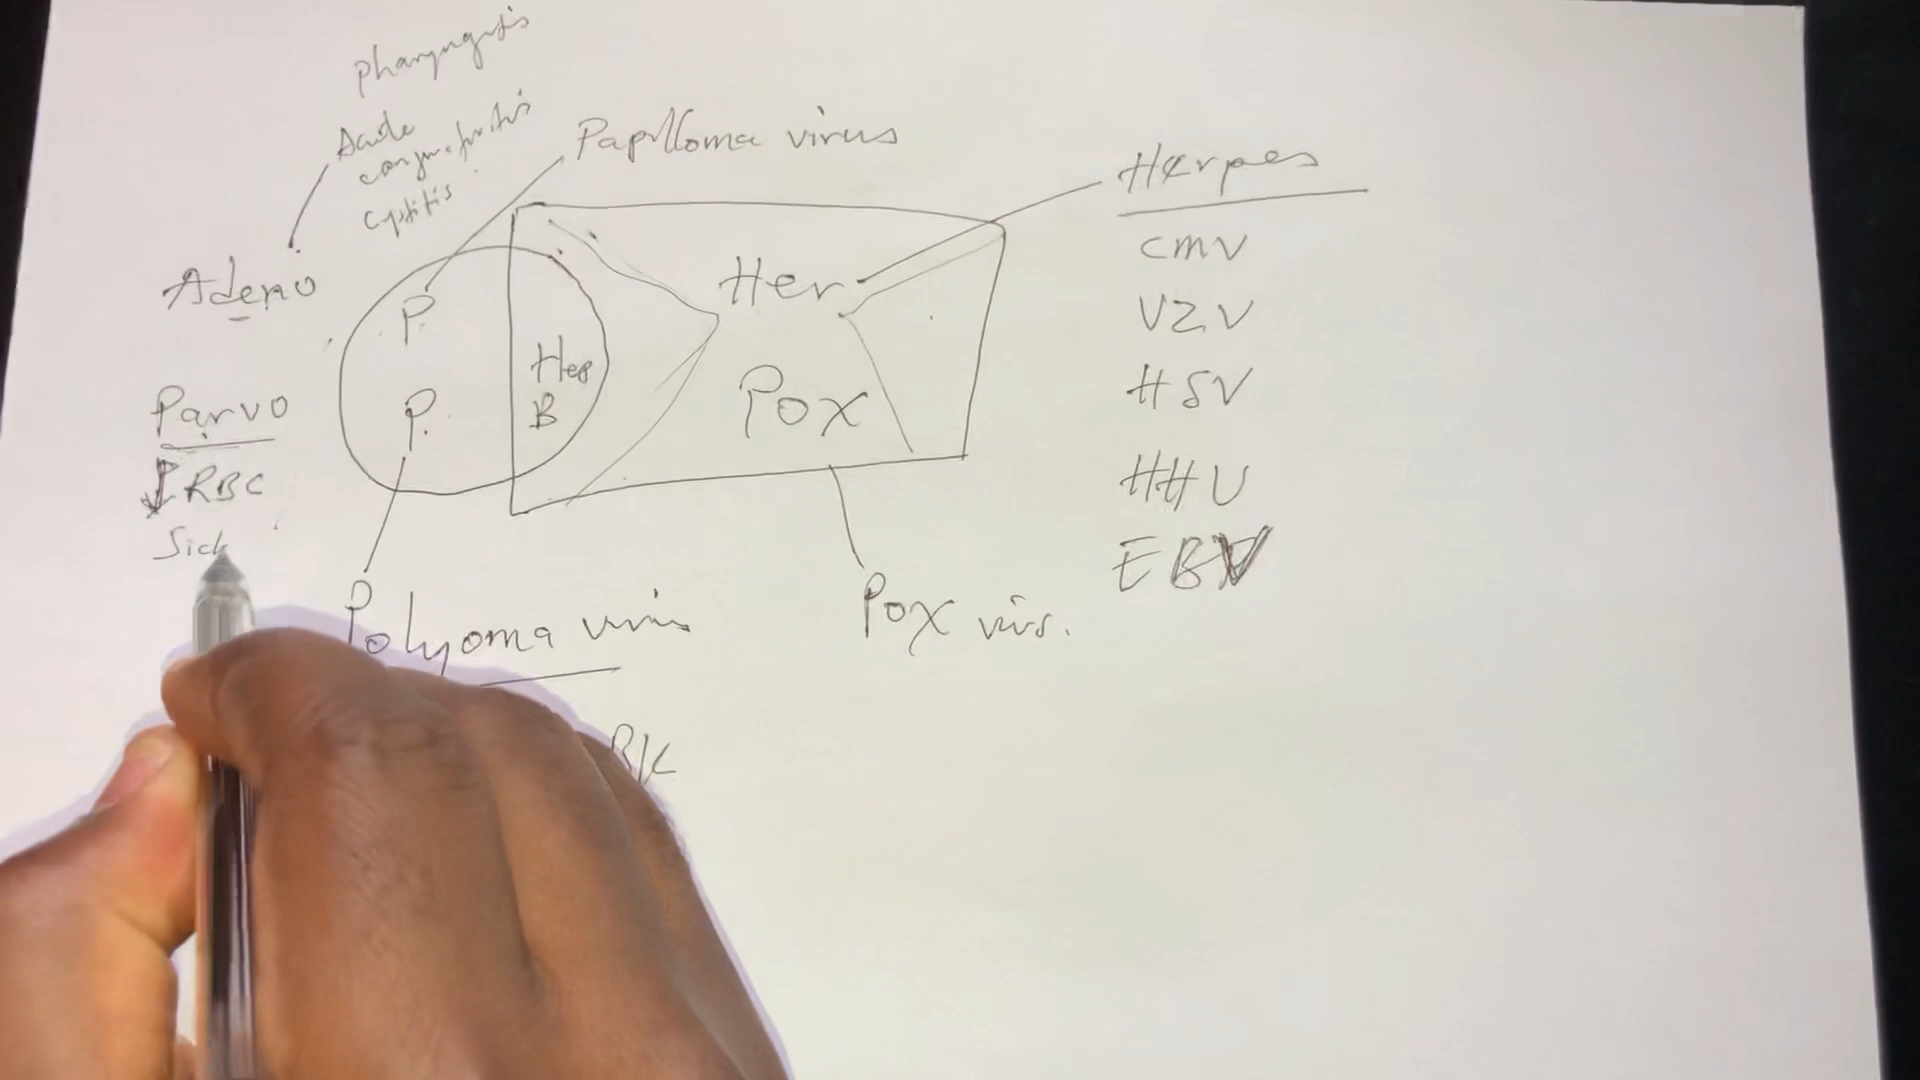 pharyngitis
Acute
conjunctivitis
cystitis
Papilloma virus
Herpes
Adeno
P.
Hep
B
Her
Pox
CMV
VZV
HSV
HHV
EBV
Parvo
P.
↓ RBC
Sick
Polyoma virus
Pox virs.
BK